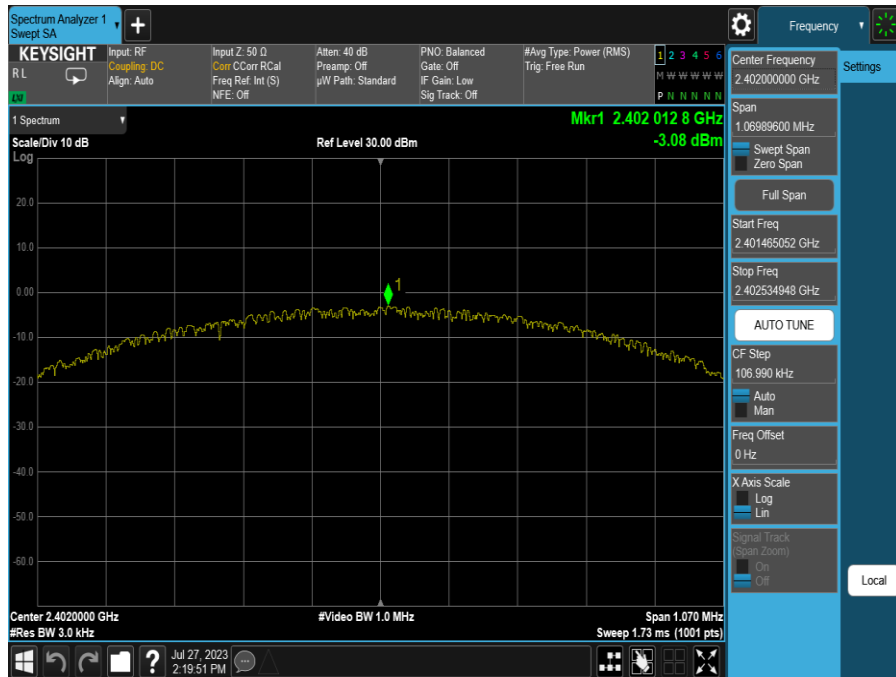 Spectrum Analyzer 1
Swept SA
+
Frequency
KEYSIGHT
R L
LXI
Input: RF
Coupling: DC
Align: Auto
Input Z: 50 Ω
Corr CCorr RCal
Freq Ref: Int (S)
NFE: Off
Atten: 40 dB
Preamp: Off
µW Path: Standard
PNO: Balanced
Gate: Off
IF Gain: Low
Sig Track: Off
#Avg Type: Power (RMS)
Trig: Free Run
1 2 3 4 5 6
M W W W W W
P N N N N N
1 Spectrum
Scale/Div 10 dB
Log
Ref Level 30.00 dBm
Mkr1 2.402 012 8 GHz
-3.08 dBm
20.0
10.0
0.00
-10.0
-20.0
-30.0
-40.0
-50.0
-60.0
1
Center 2.4020000 GHz
#Res BW 3.0 kHz
#Video BW 1.0 MHz
Span 1.070 MHz
Sweep 1.73 ms (1001 pts)
Jul 27, 2023
2:19:51 PM
?
Center Frequency
2.402000000 GHz
Settings
Span
1.06989600 MHz
Swept Span
Zero Span
Full Span
Start Freq
2.401465052 GHz
Stop Freq
2.402534948 GHz
AUTO TUNE
CF Step
106.990 kHz
Auto
Man
Freq Offset
0 Hz
X Axis Scale
Log
Lin
Signal Track
(Span Zoom)
On
Off
Local